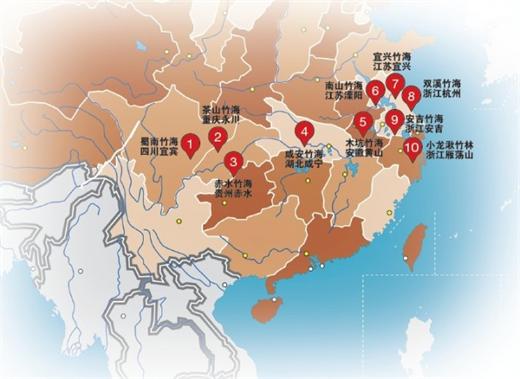 1
蜀南竹海
四川宜宾
2
茶山竹海
重庆永川
3
赤水竹海
贵州赤水
4
咸安竹海
湖北咸宁
5
木坑竹海
安徽黄山
6
南山竹海
江苏溧阳
7
宜兴竹海
江苏宜兴
8
双溪竹海
浙江杭州
9
安吉竹海
浙江安吉
10
小龙湫竹林
浙江雁荡山